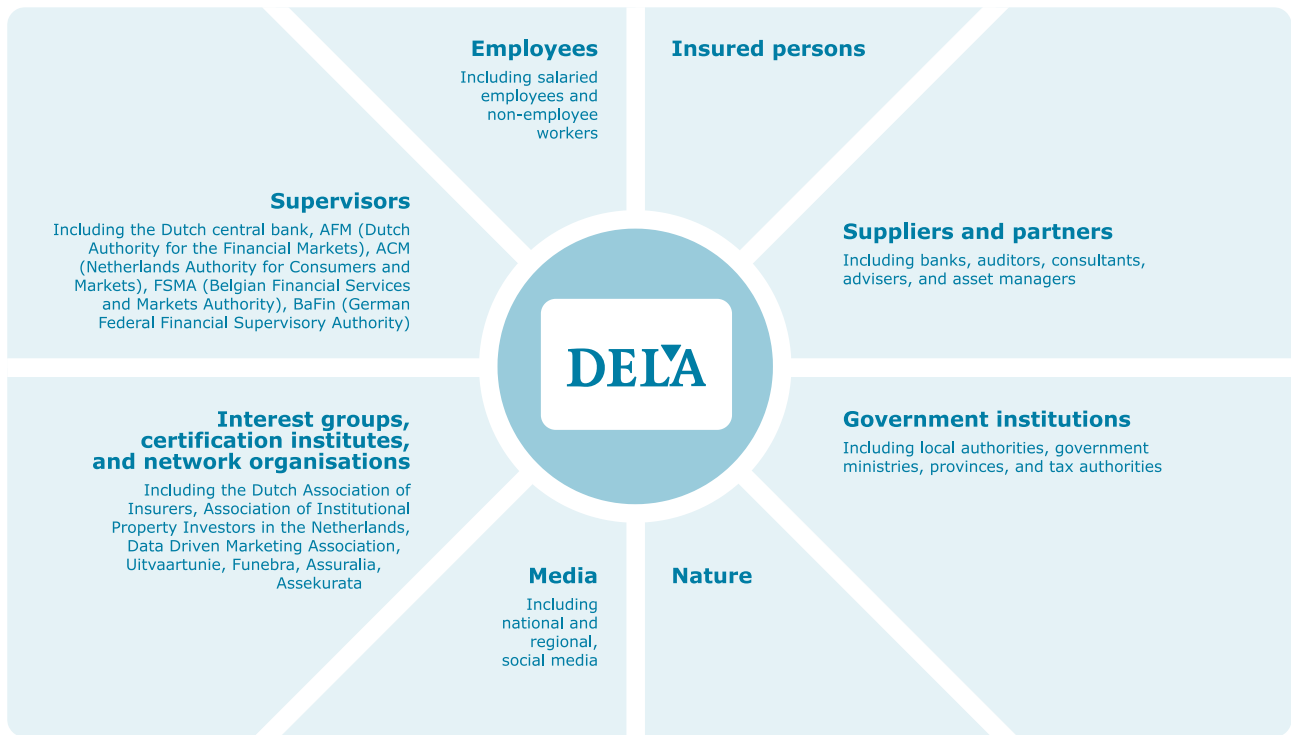 Employees
Including salaried
employees and
non-employee
workers
Insured persons
Supervisors
Including the Dutch central bank, AFM (Dutch
Authority for the Financial Markets), ACM
(Netherlands Authority for Consumers and
Markets), FSMA (Belgian Financial Services
and Markets Authority), BaFin (German
Federal Financial Supervisory Authority)
Suppliers and partners
Including banks, auditors, consultants,
advisers, and asset managers
DELA
Interest groups,
certification institutes,
and network organisations
Including the Dutch Association of
Insurers, Association of Institutional
Property Investors in the Netherlands,
Data Driven Marketing Association,
Uitvaartunie, Funebra, Assuralia,
Assekurata
Government institutions
Including local authorities, government
ministries, provinces, and tax authorities
Media
Including
national and
regional,
social media
Nature